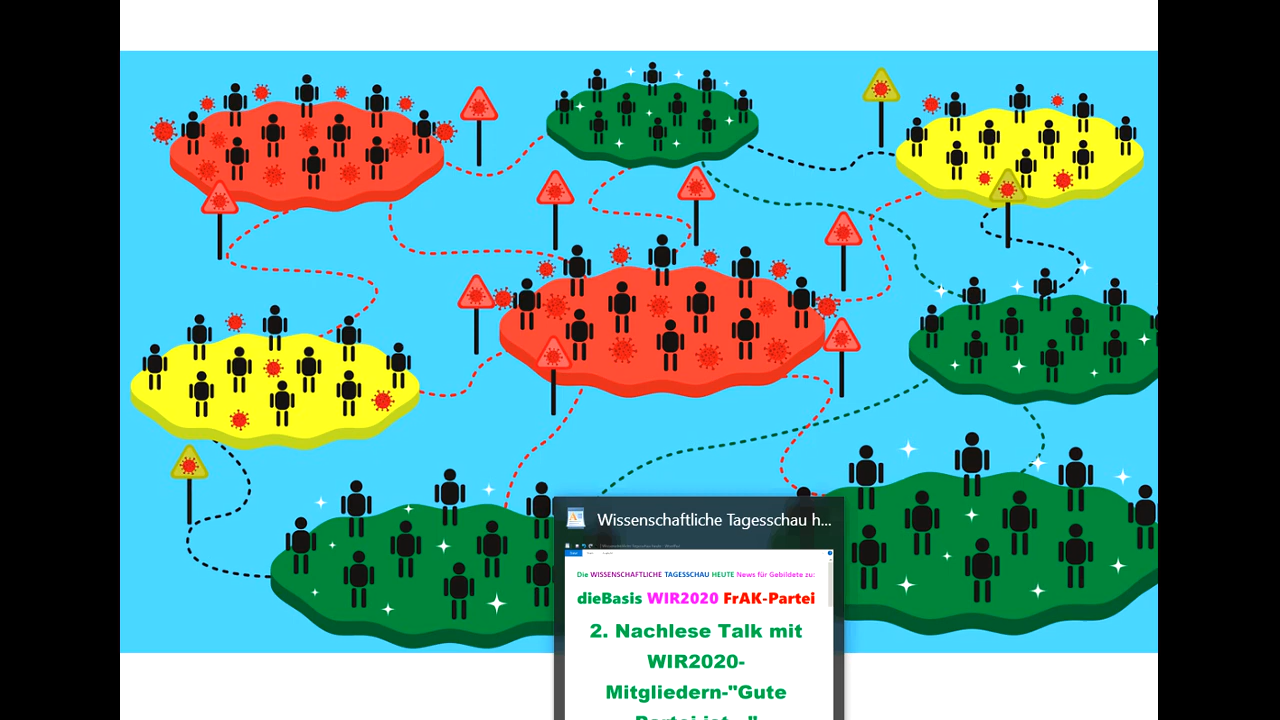 Wissenschaftliche Tagesschau h...
Die WISSENSCHAFTLICHE TAGESSCHAU HEUTE News für Gebildete zu:
dieBasis WIR2020 FrAK-Partei
2. Nachlese Talk mit
WIR2020-
Mitgliedern-"Gute